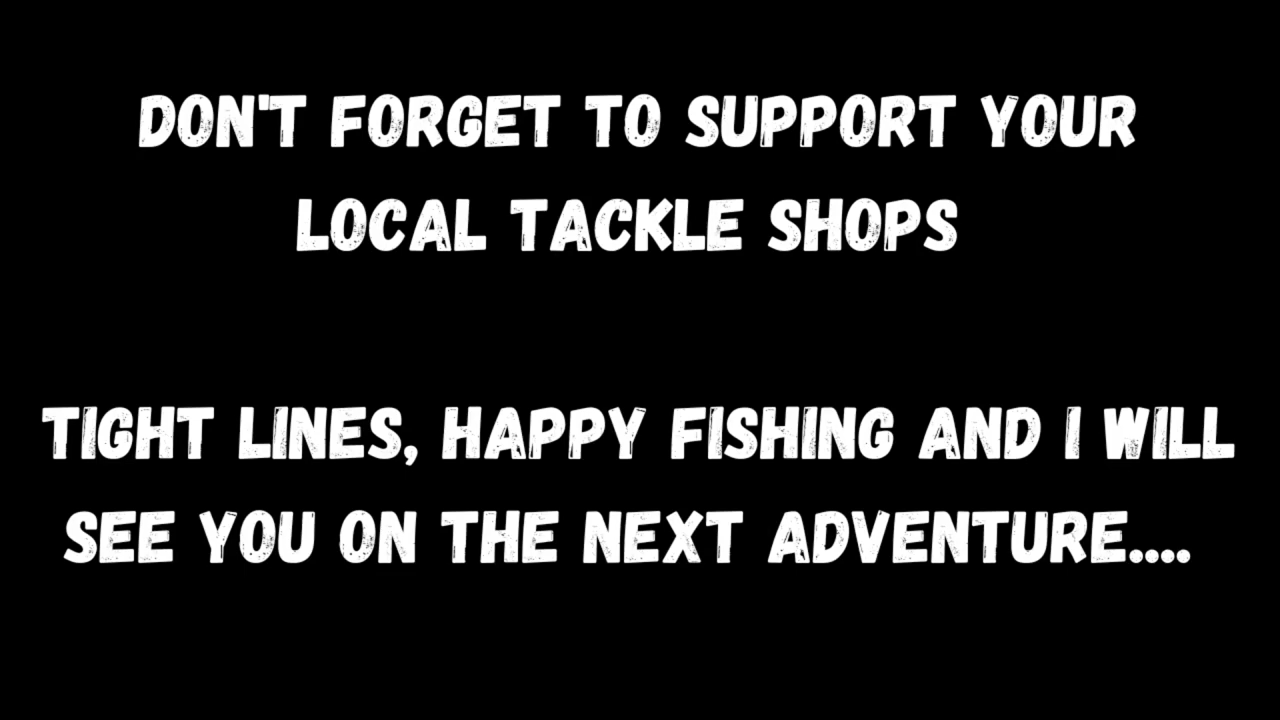 DON'T FORGET TO SUPPORT YOUR
LOCAL TACKLE SHOPS
TIGHT LINES, HAPPY FISHING AND I WILL
SEE YOU ON THE NEXT ADVENTURE....